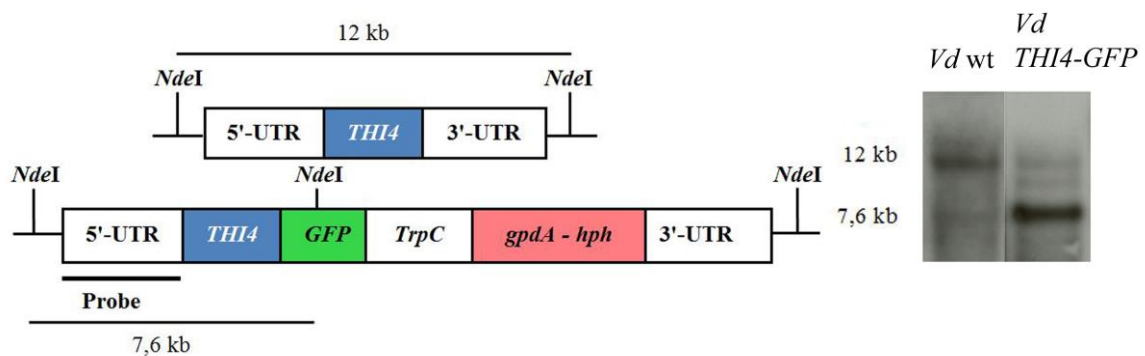 12 kb
NdeI NdeI
5'-UTR THI4 3'-UTR
NdeI NdeI NdeI
5'-UTR THI4 GFP TrpC gpdA - hph 3'-UTR
Probe
7,6 kb
Vd
Vd wt THI4-GFP
12 kb
7,6 kb